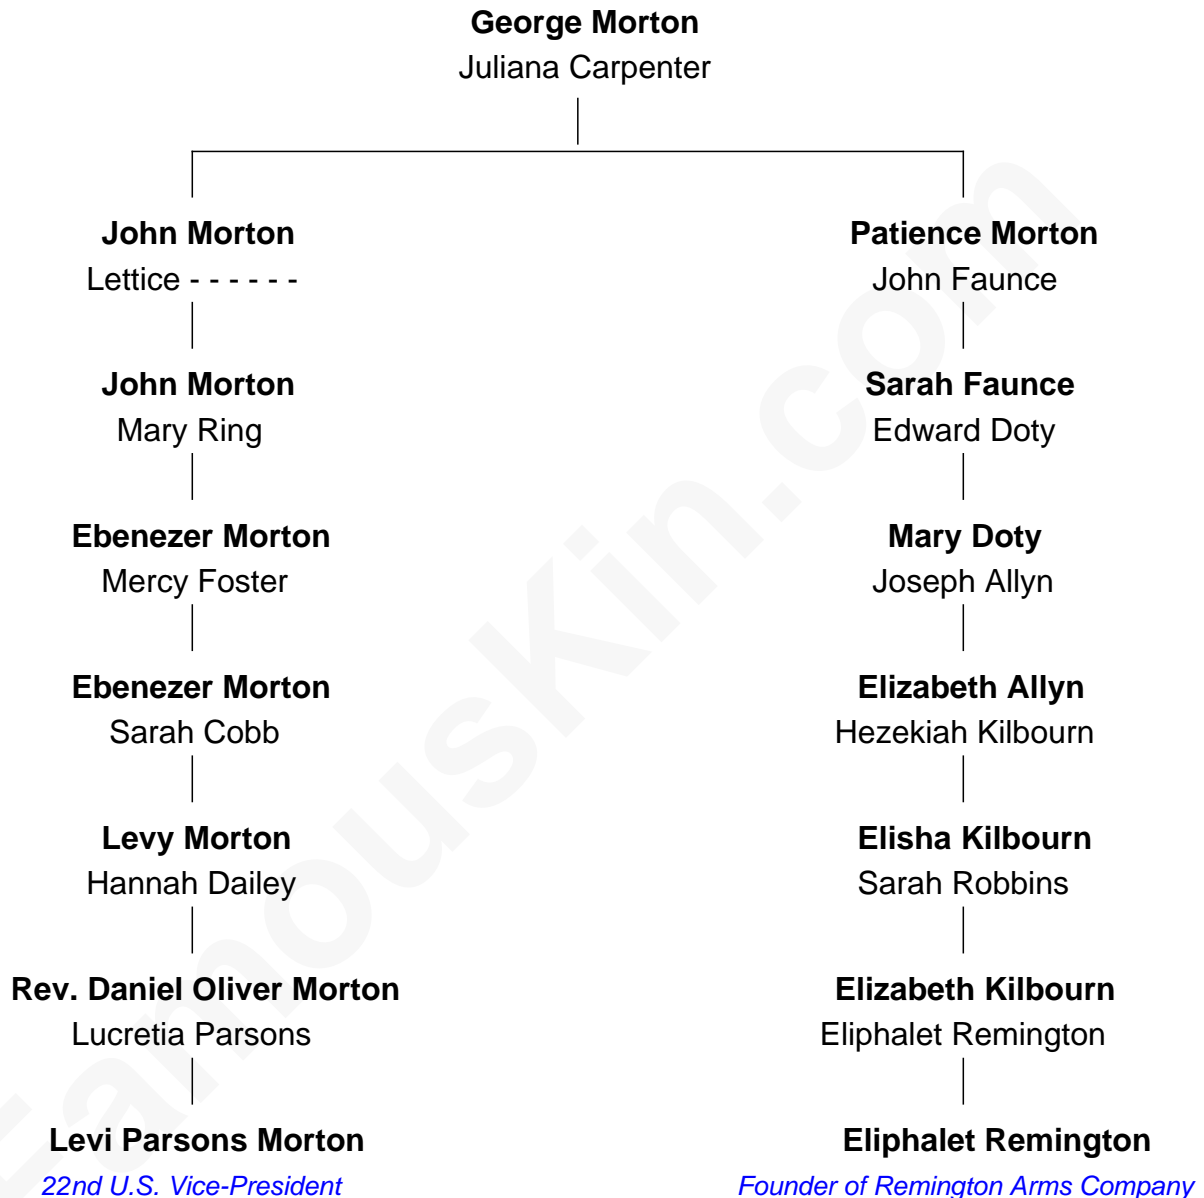 George Morton
Juliana Carpenter
John Morton
Lettice - - - - - -
Patience Morton
John Faunce
John Morton
Mary Ring
Sarah Faunce
Edward Doty
Ebenezer Morton
Mercy Foster
Mary Doty
Joseph Allyn
Ebenezer Morton
Sarah Cobb
Elizabeth Allyn
Hezekiah Kilbourn
Levy Morton
Hannah Dailey
Elisha Kilbourn
Sarah Robbins
Rev. Daniel Oliver Morton
Lucretia Parsons
Elizabeth Kilbourn
Eliphalet Remington
Levi Parsons Morton
22nd U.S. Vice-President
Eliphalet Remington
Founder of Remington Arms Company
FamousKin.com